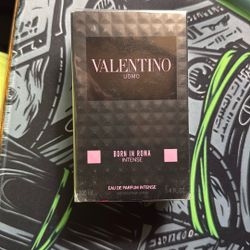 VALENTINO
UOMO
BORN IN ROMA
INTENSE
EAU DE PARFUM INTENSE